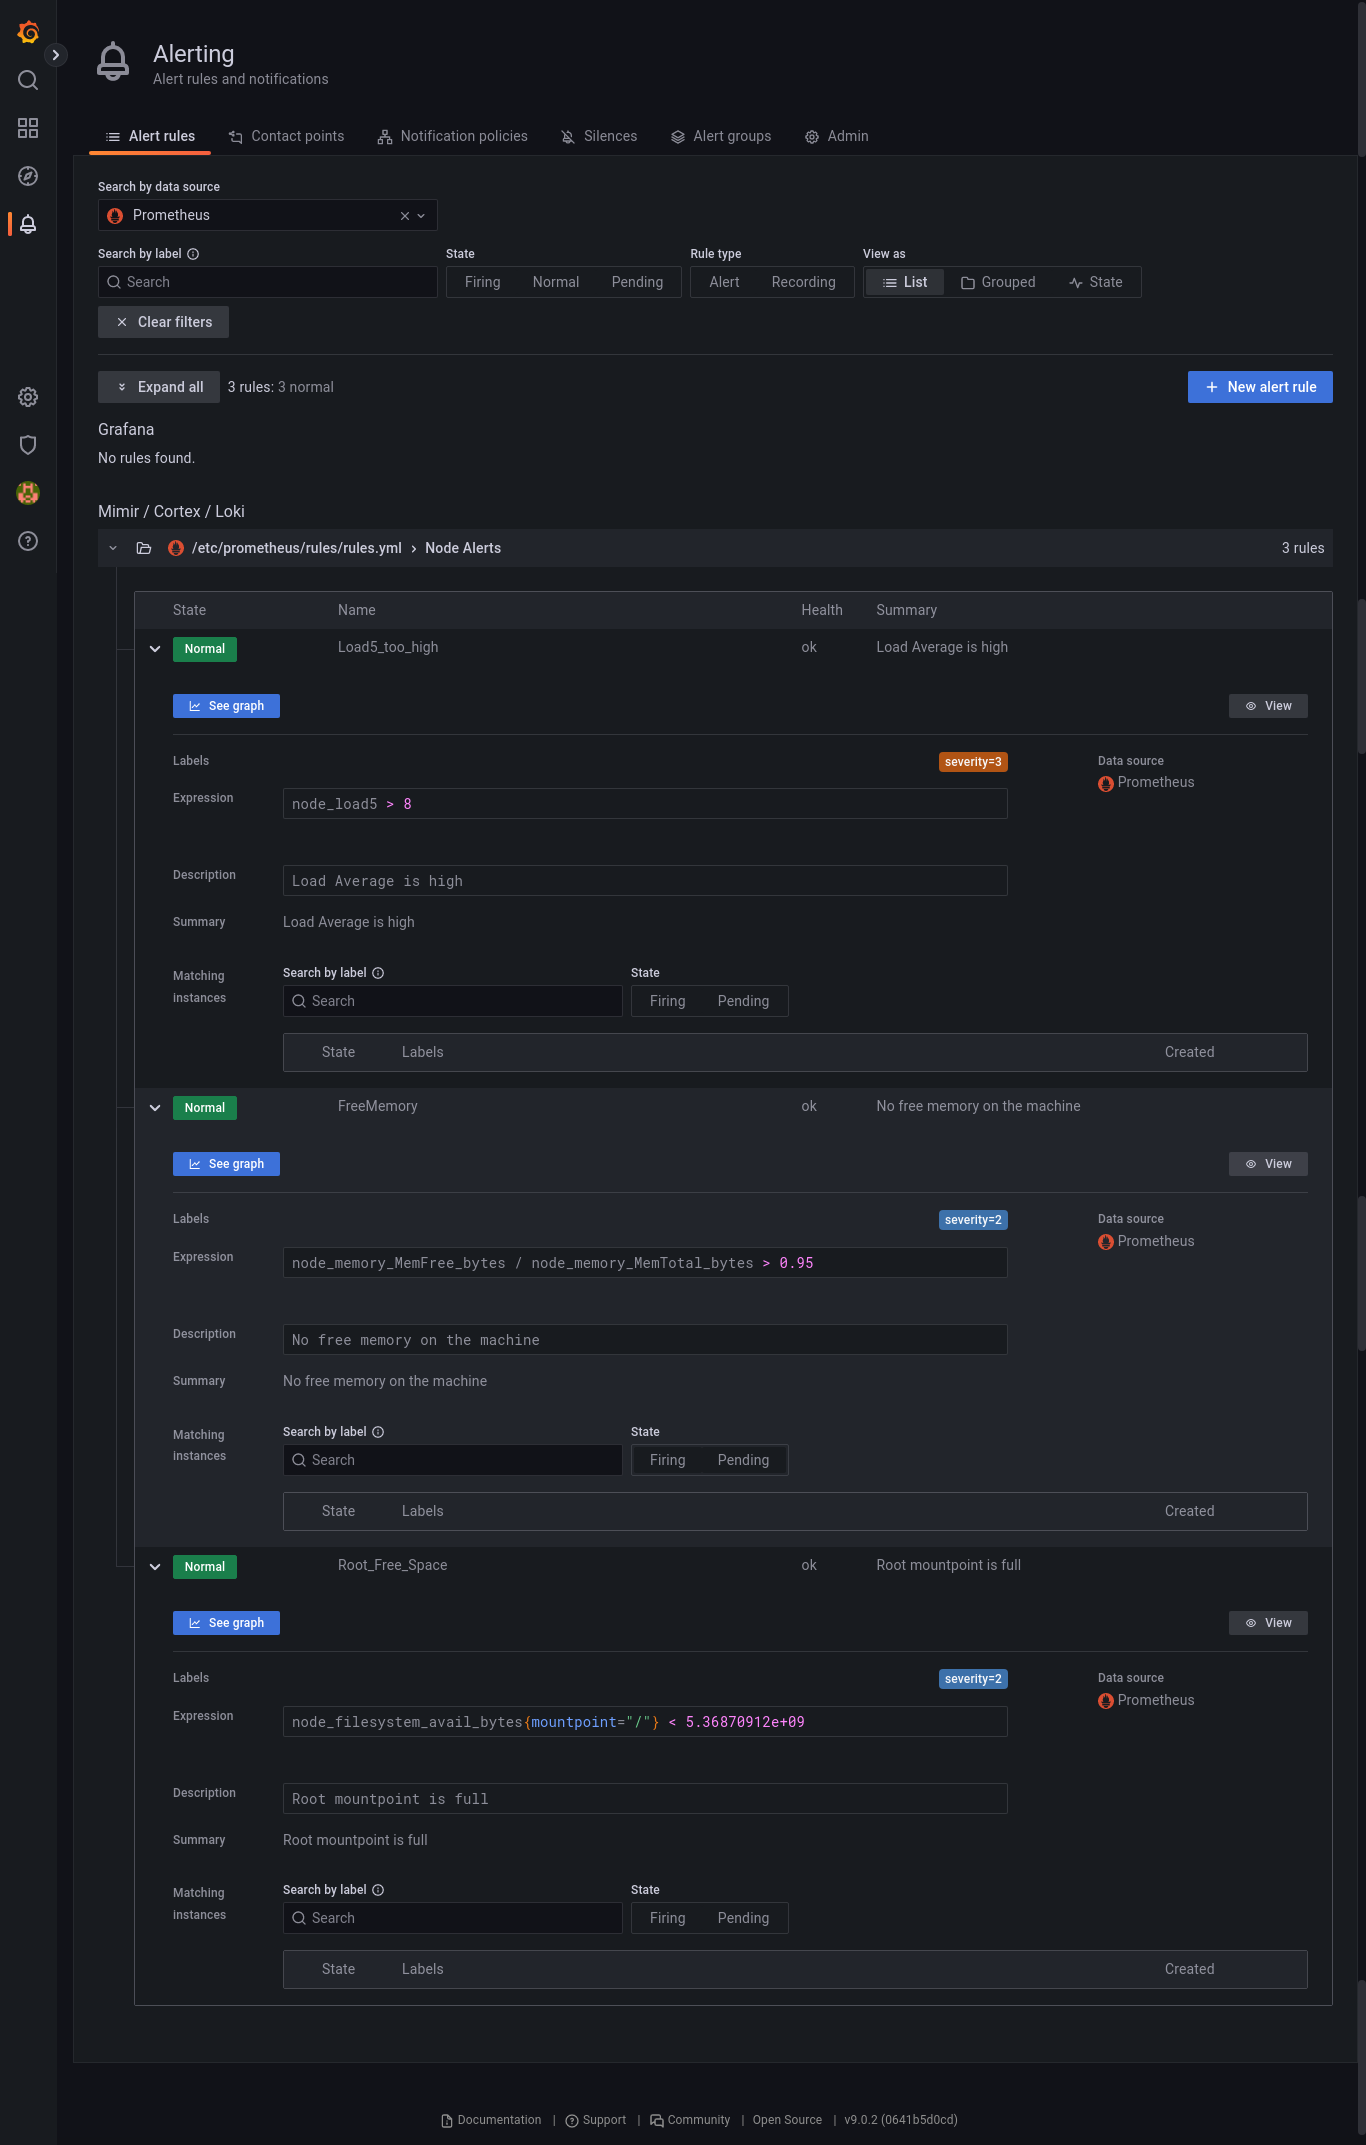 Alerting
Alert rules and notifications
Alert rules Contact points Notification policies Silences Alert groups Admin
Search by data source
Prometheus
Search by label State Rule type View as
Search Firing Normal Pending Alert Recording List Grouped State
Clear filters
Expand all 3 rules: 3 normal New alert rule
Grafana
No rules found.
Mimir / Cortex / Loki
/etc/prometheus/rules/rules.yml > Node Alerts 3 rules
State Name Health Summary
Normal Load5_too_high ok Load Average is high
See graph View
Labels severity=3 Data source
Prometheus
Expression node_load5 > 8
Description Load Average is high
Summary Load Average is high
Matching instances Search by label State
Search Firing Pending
State Labels Created
Normal FreeMemory ok No free memory on the machine
See graph View
Labels severity=2 Data source
Prometheus
Expression node_memory_MemFree_bytes / node_memory_MemTotal_bytes > 0.95
Description No free memory on the machine
Summary No free memory on the machine
Matching instances Search by label State
Search Firing Pending
State Labels Created
Normal Root_Free_Space ok Root mountpoint is full
See graph View
Labels severity=2 Data source
Prometheus
Expression node_filesystem_avail_bytes{mountpoint="/"} < 5.36870912e+09
Description Root mountpoint is full
Summary Root mountpoint is full
Matching instances Search by label State
Search Firing Pending
State Labels Created
Documentation | Support | Community | Open Source | v9.0.2 (0641b5d0cd)